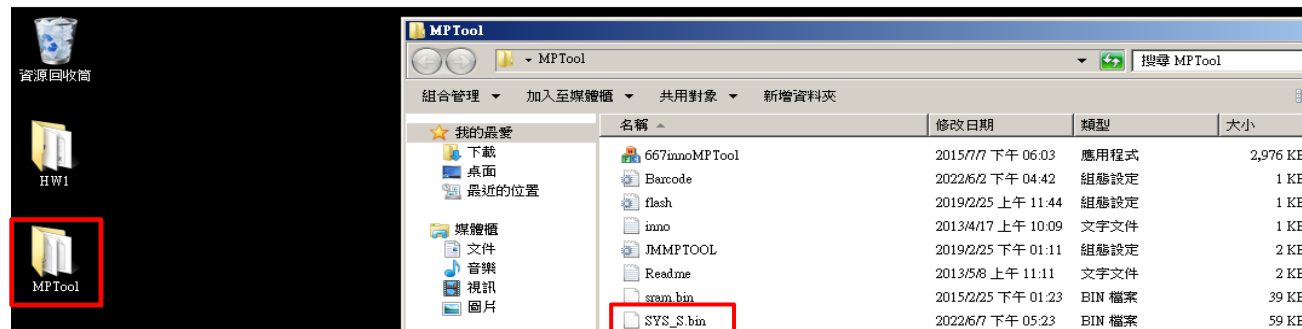 資源回收筒
HW1
MPTool
MPTool
MPTool
搜尋 MPTool
組合管理 加入至媒體櫃 共用對象 新增資料夾
我的最愛
下載
桌面
最近的位置
媒體櫃
文件
音樂
視訊
圖片
名稱 修改日期 類型 大小
667innoMPTool 2015/7/7 下午 06:03 應用程式 2,976 KB
Barcode 2022/6/2 下午 04:42 組態設定 1 KB
flash 2019/2/25 上午 11:44 組態設定 1 KB
inno 2013/4/17 上午 10:09 文字文件 1 KB
JMMPTOOL 2019/2/25 下午 01:11 組態設定 2 KB
Readme 2013/5/8 上午 11:11 文字文件 2 KB
sram.bin 2015/2/25 下午 01:23 BIN 檔案 39 KB
SYS_S.bin 2022/6/7 下午 05:23 BIN 檔案 59 KB